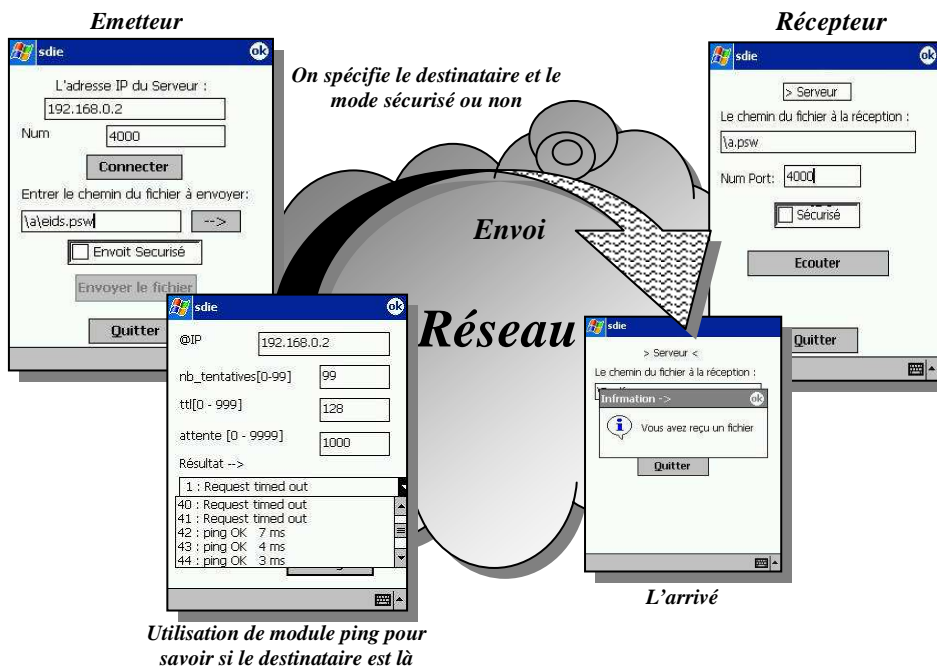 Emetteur
sdie
ok
L'adresse IP du Serveur :
192.168.0.2
Num
4000
Connecter
Entrer le chemin du fichier à envoyer:
\a\eids.psw
-->
Envoit Securisé
Envoyer le fichier
Quitter
On spécifie le destinataire et le
mode sécurisé ou non
Récepteur
sdie
ok
> Serveur
Le chemin du fichier à la réception :
\a.psw
Num Port:
4000
Sécurisé
Ecouter
Quitter
Envoi
Réseau
sdie
ok
@IP
192.168.0.2
nb_tentatives[0-99]
99
ttl[0 - 999]
128
attente [0 - 9999]
1000
Résultat -->
1 : Request timed out
40 : Request timed out
41 : Request timed out
42 : ping OK 7 ms
43 : ping OK 4 ms
44 : ping OK 3 ms
Utilisation de module ping pour
savoir si le destinataire est là
sdie
> Serveur <
Le chemin du fichier à la réception :
Infrmation ->
ok
Vous avez reçu un fichier
Quitter
L'arrivé